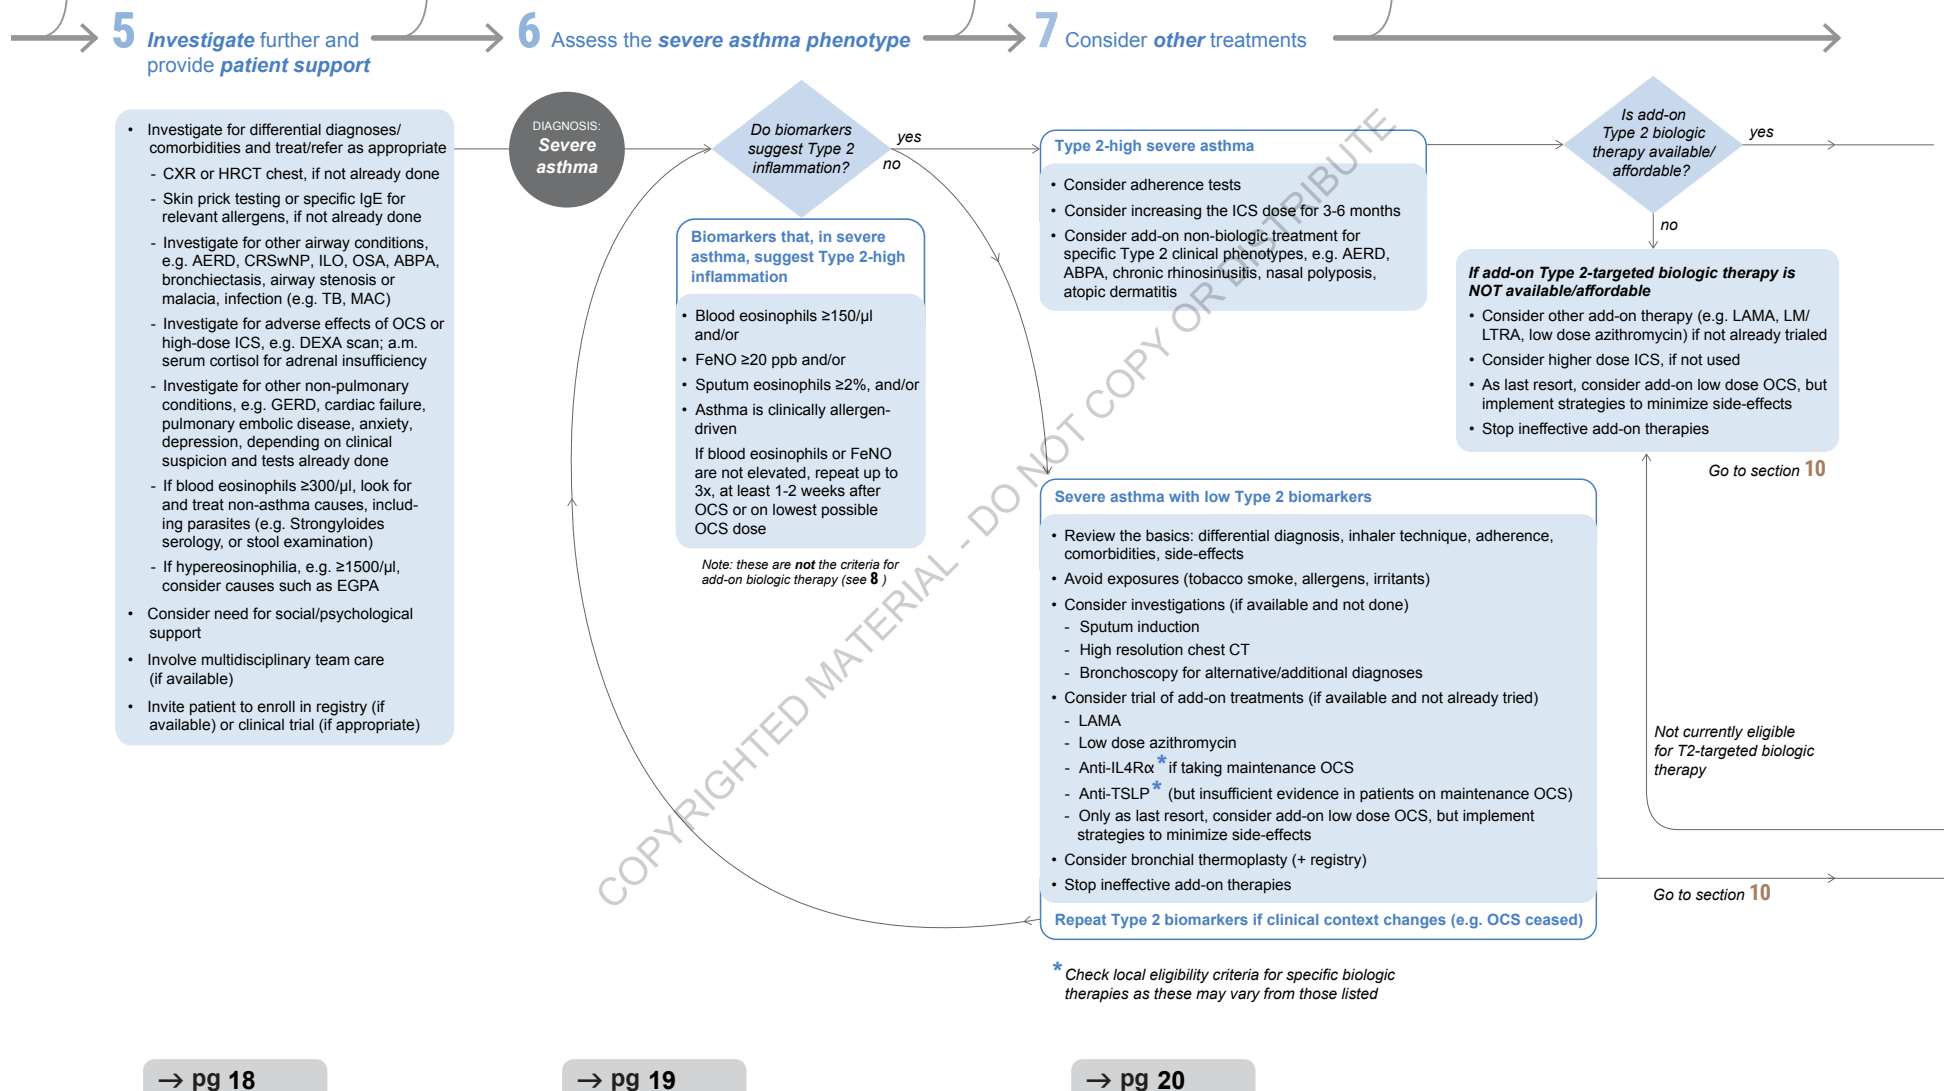 5 Investigate further and
provide patient support
• Investigate for differential diagnoses/
comorbidities and treat/refer as appropriate
- CXR or HRCT chest, if not already done
- Skin prick testing or specific IgE for
relevant allergens, if not already done
- Investigate for other airway conditions,
e.g. AERD, CRSwNP, ILO, OSA, ABPA,
bronchiectasis, airway stenosis or
malacia, infection (e.g. TB, MAC)
- Investigate for adverse effects of OCS or
high-dose ICS, e.g. DEXA scan; a.m.
serum cortisol for adrenal insufficiency
- Investigate for other non-pulmonary
conditions, e.g. GERD, cardiac failure,
pulmonary embolic disease, anxiety,
depression, depending on clinical
suspicion and tests already done
- If blood eosinophils ≥300/μl, look for
and treat non-asthma causes, includ-
ing parasites (e.g. Strongyloides
serology, or stool examination)
- If hypereosinophilia, e.g. ≥1500/μl,
consider causes such as EGPA
• Consider need for social/psychological
support
• Involve multidisciplinary team care
(if available)
• Invite patient to enroll in registry (if
available) or clinical trial (if appropriate)
→ pg 18
6 Assess the severe asthma phenotype
DIAGNOSIS:
Severe
asthma
Do biomarkers
suggest Type 2
inflammation?
yes
no
Biomarkers that, in severe
asthma, suggest Type 2-high
inflammation
• Blood eosinophils ≥150/μl
and/or
• FeNO ≥20 ppb and/or
• Sputum eosinophils ≥2%, and/or
• Asthma is clinically allergen-
driven
If blood eosinophils or FeNO
are not elevated, repeat up to
3x, at least 1-2 weeks after
OCS or on lowest possible
OCS dose
Note: these are not the criteria for
add-on biologic therapy (see 8 )
→ pg 19
7 Consider other treatments
Type 2-high severe asthma
• Consider adherence tests
• Consider increasing the ICS dose for 3-6 months
• Consider add-on non-biologic treatment for
specific Type 2 clinical phenotypes, e.g. AERD,
ABPA, chronic rhinosinusitis, nasal polyposis,
atopic dermatitis
Is add-on
Type 2 biologic
therapy available/
affordable?
yes
no
If add-on Type 2-targeted biologic therapy is
NOT available/affordable
• Consider other add-on therapy (e.g. LAMA, LM/
LTRA, low dose azithromycin) if not already trialed
• Consider higher dose ICS, if not used
• As last resort, consider add-on low dose OCS, but
implement strategies to minimize side-effects
• Stop ineffective add-on therapies
Go to section 10
Severe asthma with low Type 2 biomarkers
• Review the basics: differential diagnosis, inhaler technique, adherence,
comorbidities, side-effects
• Avoid exposures (tobacco smoke, allergens, irritants)
• Consider investigations (if available and not done)
- Sputum induction
- High resolution chest CT
- Bronchoscopy for alternative/additional diagnoses
• Consider trial of add-on treatments (if available and not already tried)
- LAMA
- Low dose azithromycin
- Anti-IL4Rα * if taking maintenance OCS
- Anti-TSLP * (but insufficient evidence in patients on maintenance OCS)
- Only as last resort, consider add-on low dose OCS, but implement
strategies to minimize side-effects
• Consider bronchial thermoplasty (+ registry)
• Stop ineffective add-on therapies
Repeat Type 2 biomarkers if clinical context changes (e.g. OCS ceased)
Not currently eligible
for T2-targeted biologic
therapy
Go to section 10
* Check local eligibility criteria for specific biologic
therapies as these may vary from those listed
→ pg 20
COPYRIGHTED MATERIAL - DO NOT COPY OR DISTRIBUTE